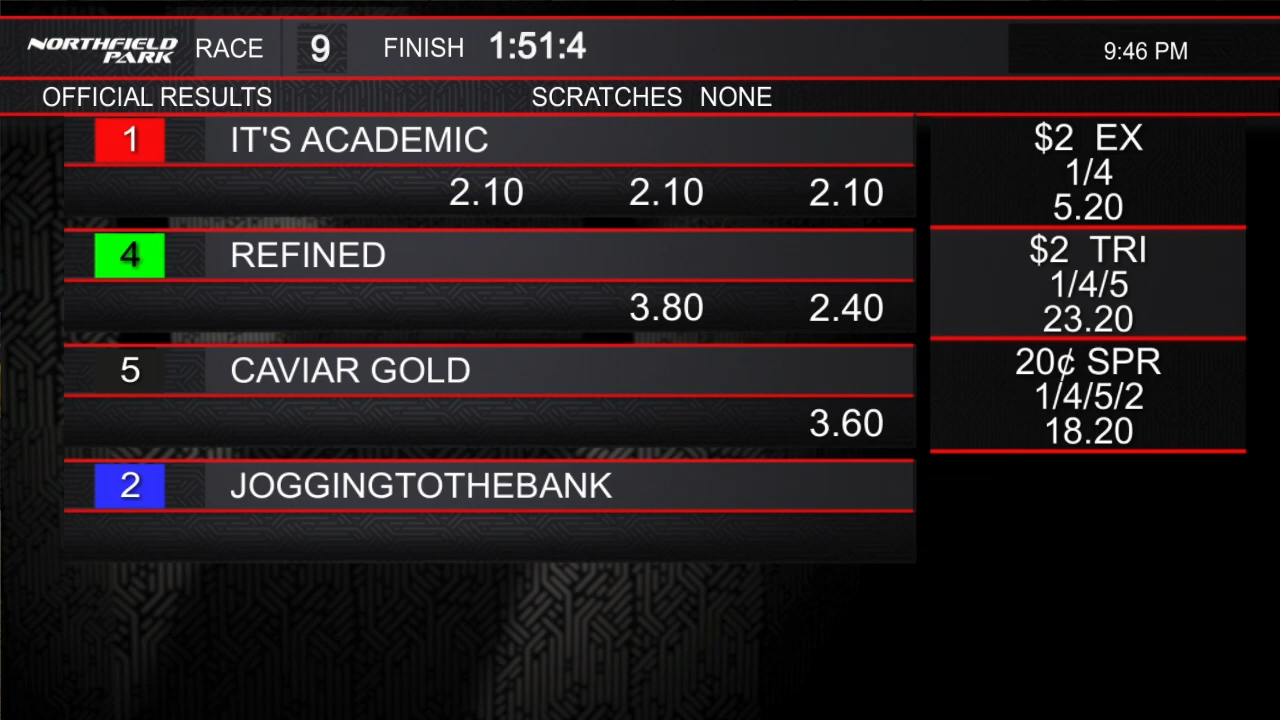 NORTHFIELD PARK RACE 9 FINISH 1:51:4 9:46 PM
OFFICIAL RESULTS SCRATCHES NONE
1 IT'S ACADEMIC
2.10 2.10 2.10
4 REFINED
3.80 2.40
5 CAVIAR GOLD
3.60
2 JOGGINGTOTHEBANK
$2 EX
1/4
5.20
$2 TRI
1/4/5
23.20
20¢ SPR
1/4/5/2
18.20